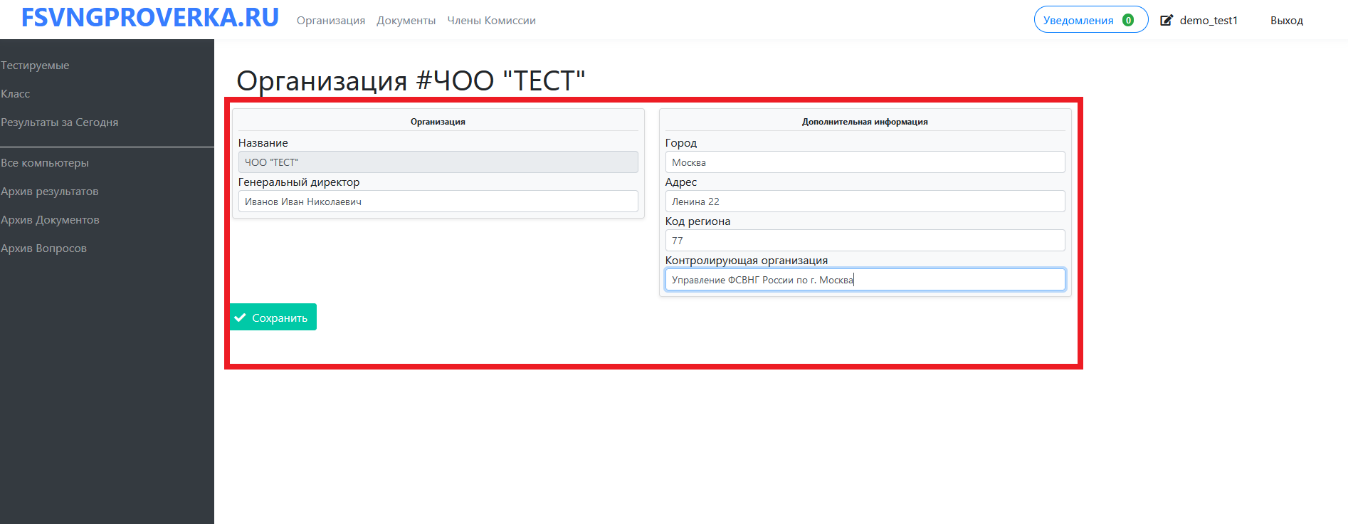 FSVNGPROVERKA.RU Организация Документы Члены Комиссии Уведомления 0 demo_test1 Выход
Тестируемые
Класс
Результаты за Сегодня
Все компьютеры
Архив результатов
Архив Документов
Архив Вопросов
Организация #ЧОО "ТЕСТ"
Организация
Название
ЧОО "ТЕСТ"
Генеральный директор
Иванов Иван Николаевич
Дополнительная информация
Город
Москва
Адрес
Ленина 22
Код региона
77
Контролирующая организация
Управление ФСВНГ России по г. Москва
Сохранить